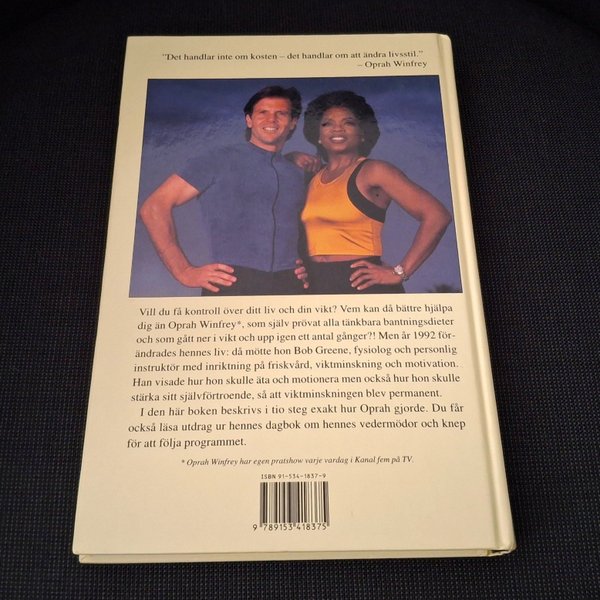 "Det handlar inte om kosten – det handlar om att ändra livsstil."
– Oprah Winfrey
Vill du få kontroll över ditt liv och din vikt? Vem kan då bättre hjälpa
dig än Oprah Winfrey*, som själv prövat alla tänkbara bantningsdieter
och som gått ner i vikt och upp igen ett antal gånger?! Men år 1992 för-
ändrades hennes liv: då mötte hon Bob Greene, fysiolog och personlig
instruktör med inriktning på friskvård, viktminskning och motivation.
Han visade hur hon skulle äta och motionera men också hur hon skulle
stärka sitt självförtroende, så att viktminskningen blev permanent.
I den här boken beskrivs i tio steg exakt hur Oprah gjorde. Du får
också läsa utdrag ur hennes dagbok om hennes vedermödor och knep
för att följa programmet.
* Oprah Winfrey har egen pratshow varje vardag i Kanal fem på TV.
ISBN 91-534-1837-9
9 789153 418375